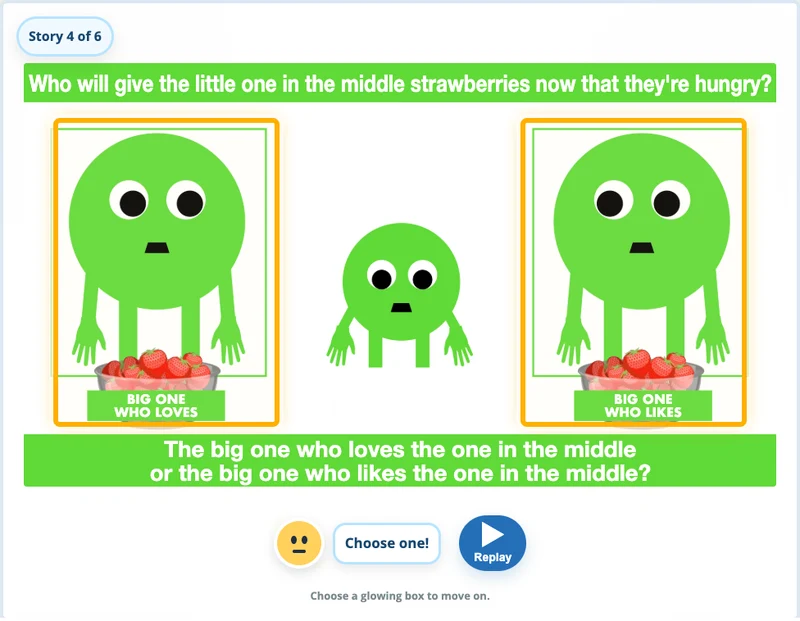 Story 4 of 6
Who will give the little one in the middle strawberries now that they're hungry?
BIG ONE
WHO LOVES
BIG ONE
WHO LIKES
The big one who loves the one in the middle
or the big one who likes the one in the middle?
Choose one!
Replay
Choose a glowing box to move on.